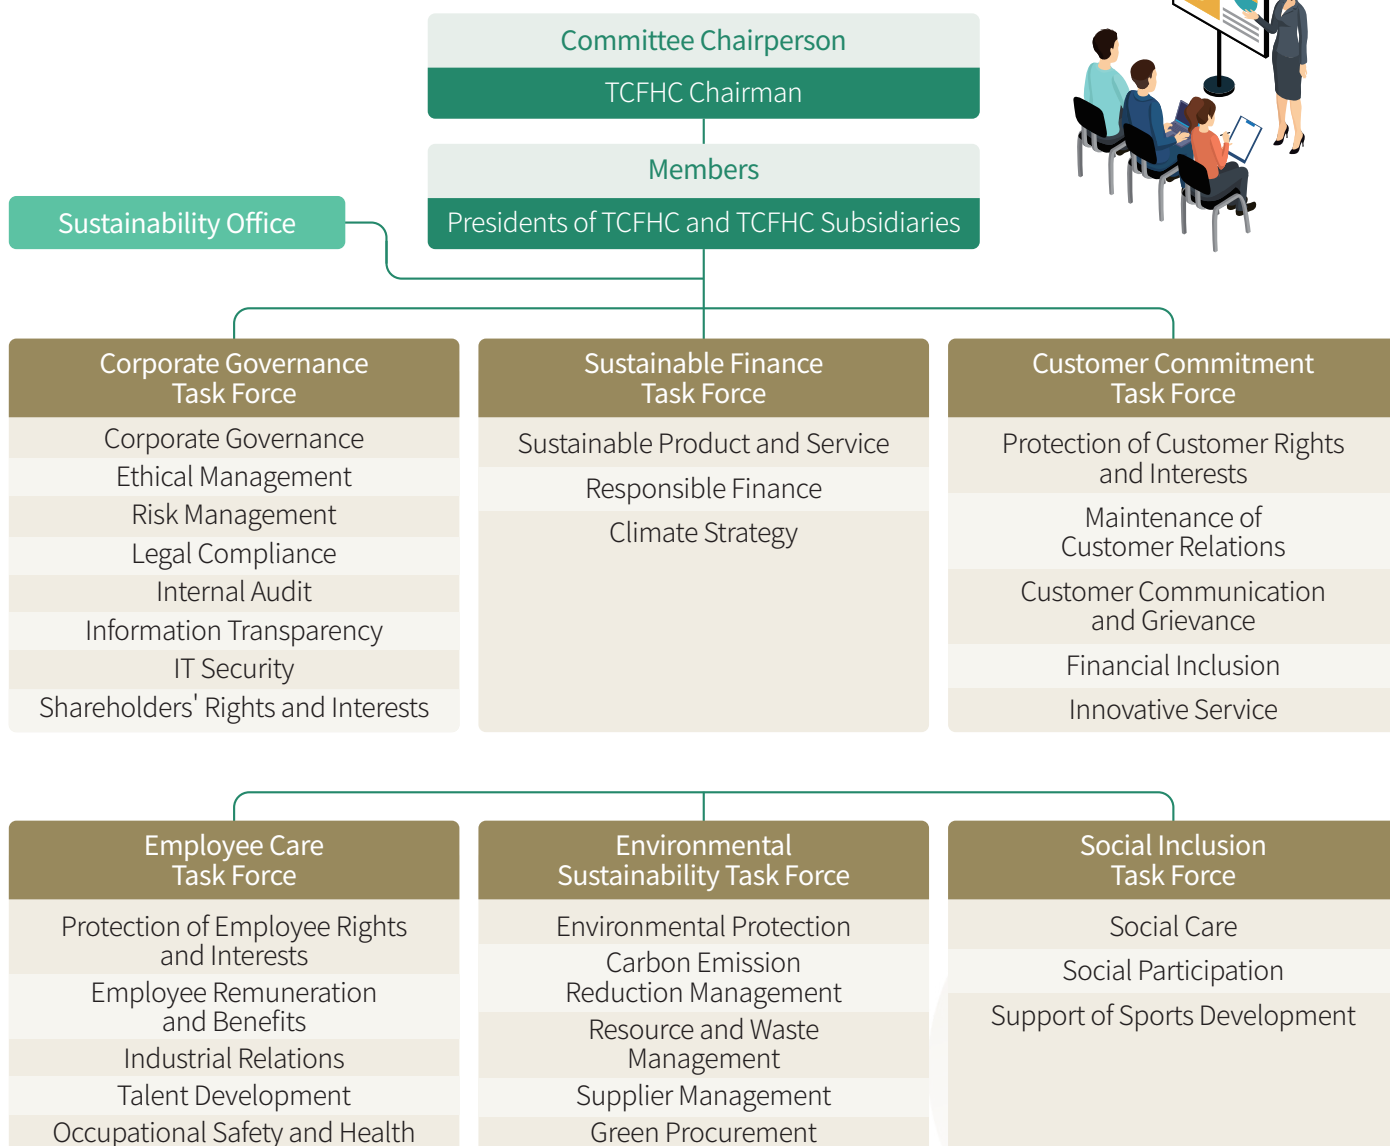 Committee Chairperson
TCFHC Chairman
Members
Presidents of TCFHC and TCFHC Subsidiaries
Sustainability Office
Corporate Governance
Task Force
Corporate Governance
Ethical Management
Risk Management
Legal Compliance
Internal Audit
Information Transparency
IT Security
Shareholders' Rights and Interests
Sustainable Finance
Task Force
Sustainable Product and Service
Responsible Finance
Climate Strategy
Customer Commitment
Task Force
Protection of Customer Rights
and Interests
Maintenance of
Customer Relations
Customer Communication
and Grievance
Financial Inclusion
Innovative Service
Employee Care
Task Force
Protection of Employee Rights
and Interests
Employee Remuneration
and Benefits
Industrial Relations
Talent Development
Occupational Safety and Health
Environmental
Sustainability Task Force
Environmental Protection
Carbon Emission
Reduction Management
Resource and Waste
Management
Supplier Management
Green Procurement
Social Inclusion
Task Force
Social Care
Social Participation
Support of Sports Development